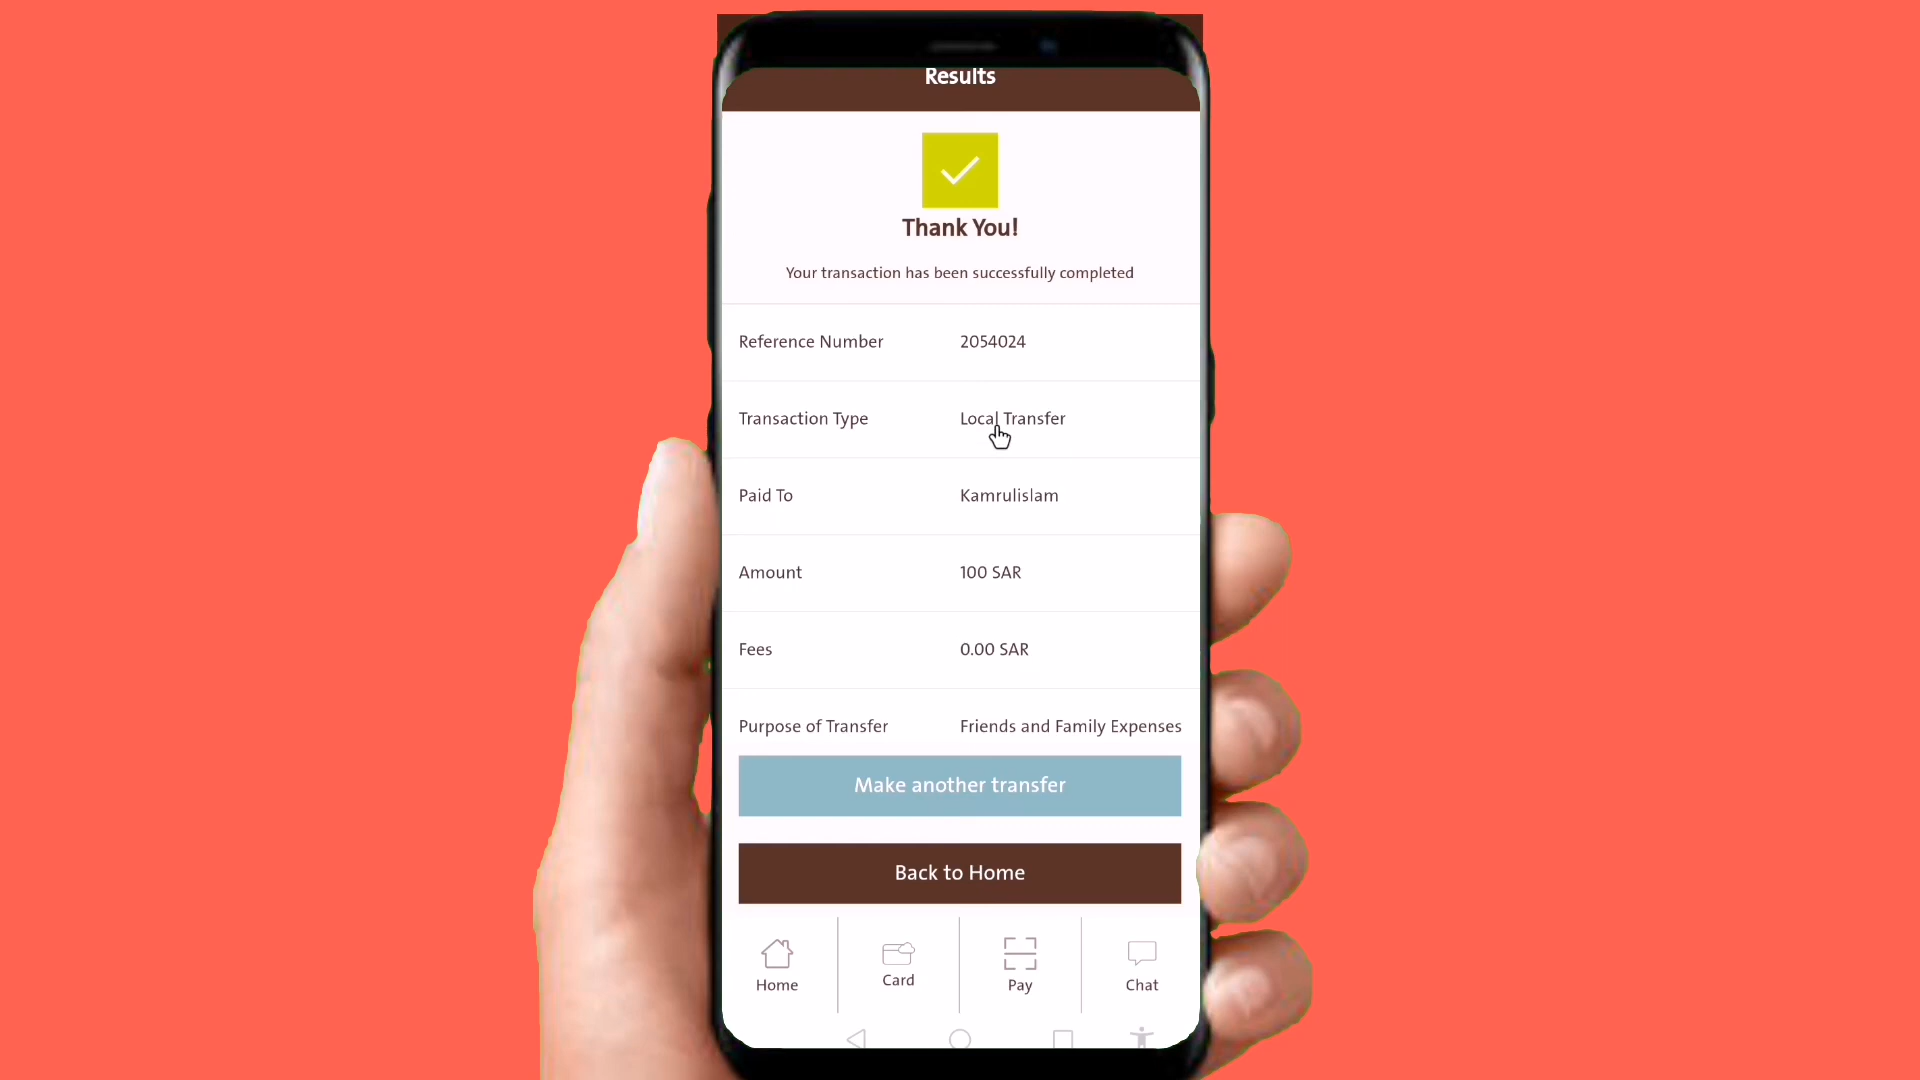 Results
Thank You!
Your transaction has been successfully completed
Reference Number 2054024
Transaction Type Local Transfer
Paid To Kamrulislam
Amount 100 SAR
Fees 0.00 SAR
Purpose of Transfer Friends and Family Expenses
Make another transfer
Back to Home
Home Card Pay Chat